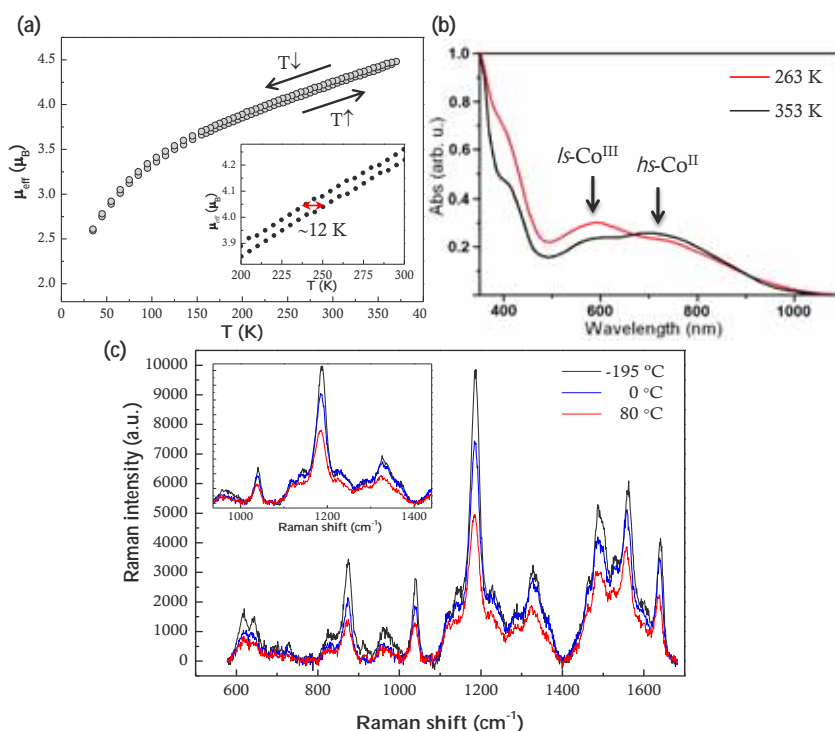 (a)
μeff (μB)
4.5
4.0
3.5
3.0
2.5
2.0
T↓
T↑
μeff (μB)
4.2
4.1
4.0
3.9
~12 K
200 225 250 275 300
T (K)
0 50 100 150 200 250 300 350 400
T (K)
(b)
Abs (arb. u.)
1.0
0.8
0.6
0.4
0.2
263 K
353 K
ls-CoIII
hs-CoII
400 600 800 1000
Wavelength (nm)
(c)
Raman intensity (a.u.)
10000
9000
8000
7000
6000
5000
4000
3000
2000
1000
0
-195 ºC
0 °C
80 °C
1000 1200 1400
Raman shift (cm-1)
600 800 1000 1200 1400 1600
Raman shift (cm-1)